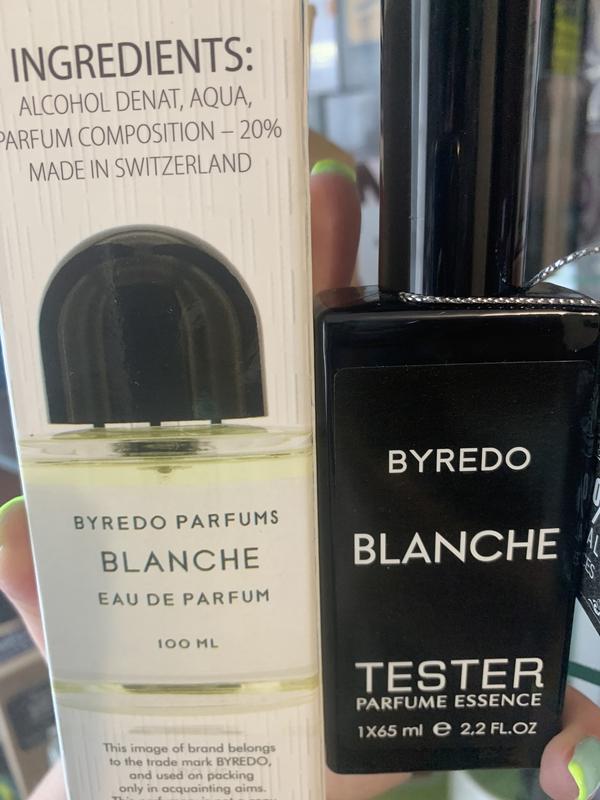 INGREDIENTS:
ALCOHOL DENAT, AQUA,
PARFUM COMPOSITION – 20%
MADE IN SWITZERLAND
BYREDO PARFUMS
BLANCHE
EAU DE PARFUM
100 ML
This image of brand belongs
to the trade mark BYREDO,
and used on packing
only in acquainting aims.
BYREDO
BLANCHE
TESTER
PARFUME ESSENCE
1X65 ml e 2,2 FL.OZ